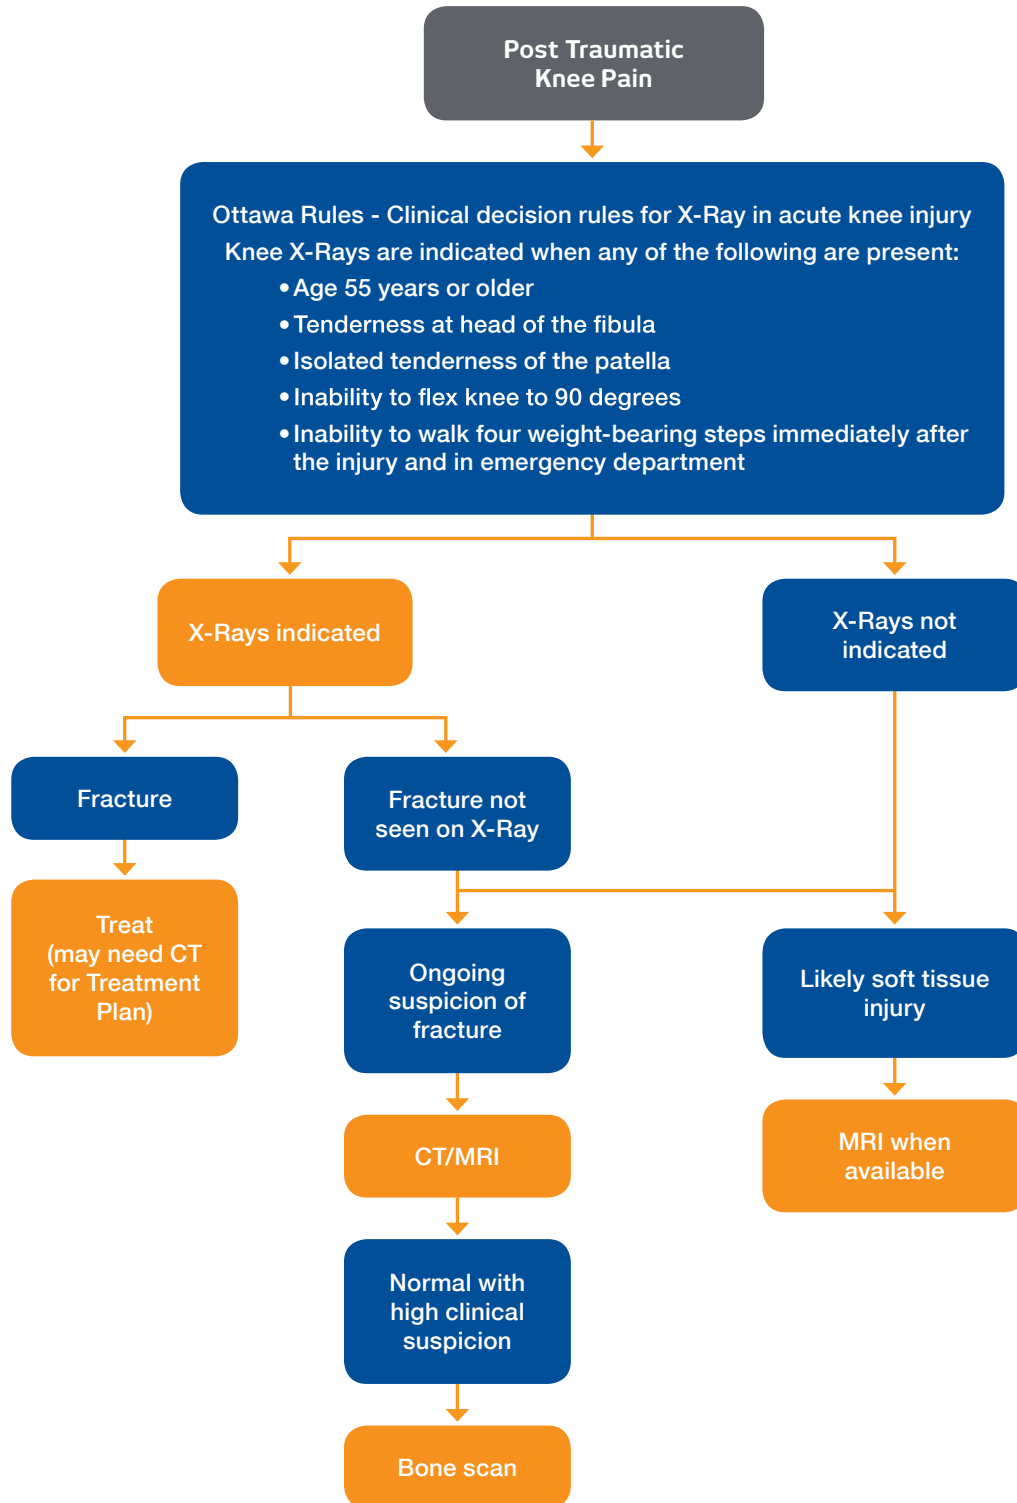 Post Traumatic
Knee Pain
Ottawa Rules - Clinical decision rules for X-Ray in acute knee injury
Knee X-Rays are indicated when any of the following are present:
• Age 55 years or older
• Tenderness at head of the fibula
• Isolated tenderness of the patella
• Inability to flex knee to 90 degrees
• Inability to walk four weight-bearing steps immediately after
the injury and in emergency department
X-Rays indicated
X-Rays not
indicated
Fracture
Fracture not
seen on X-Ray
Treat
(may need CT
for Treatment
Plan)
Ongoing
suspicion of
fracture
Likely soft tissue
injury
CT/MRI
MRI when
available
Normal with
high clinical
suspicion
Bone scan